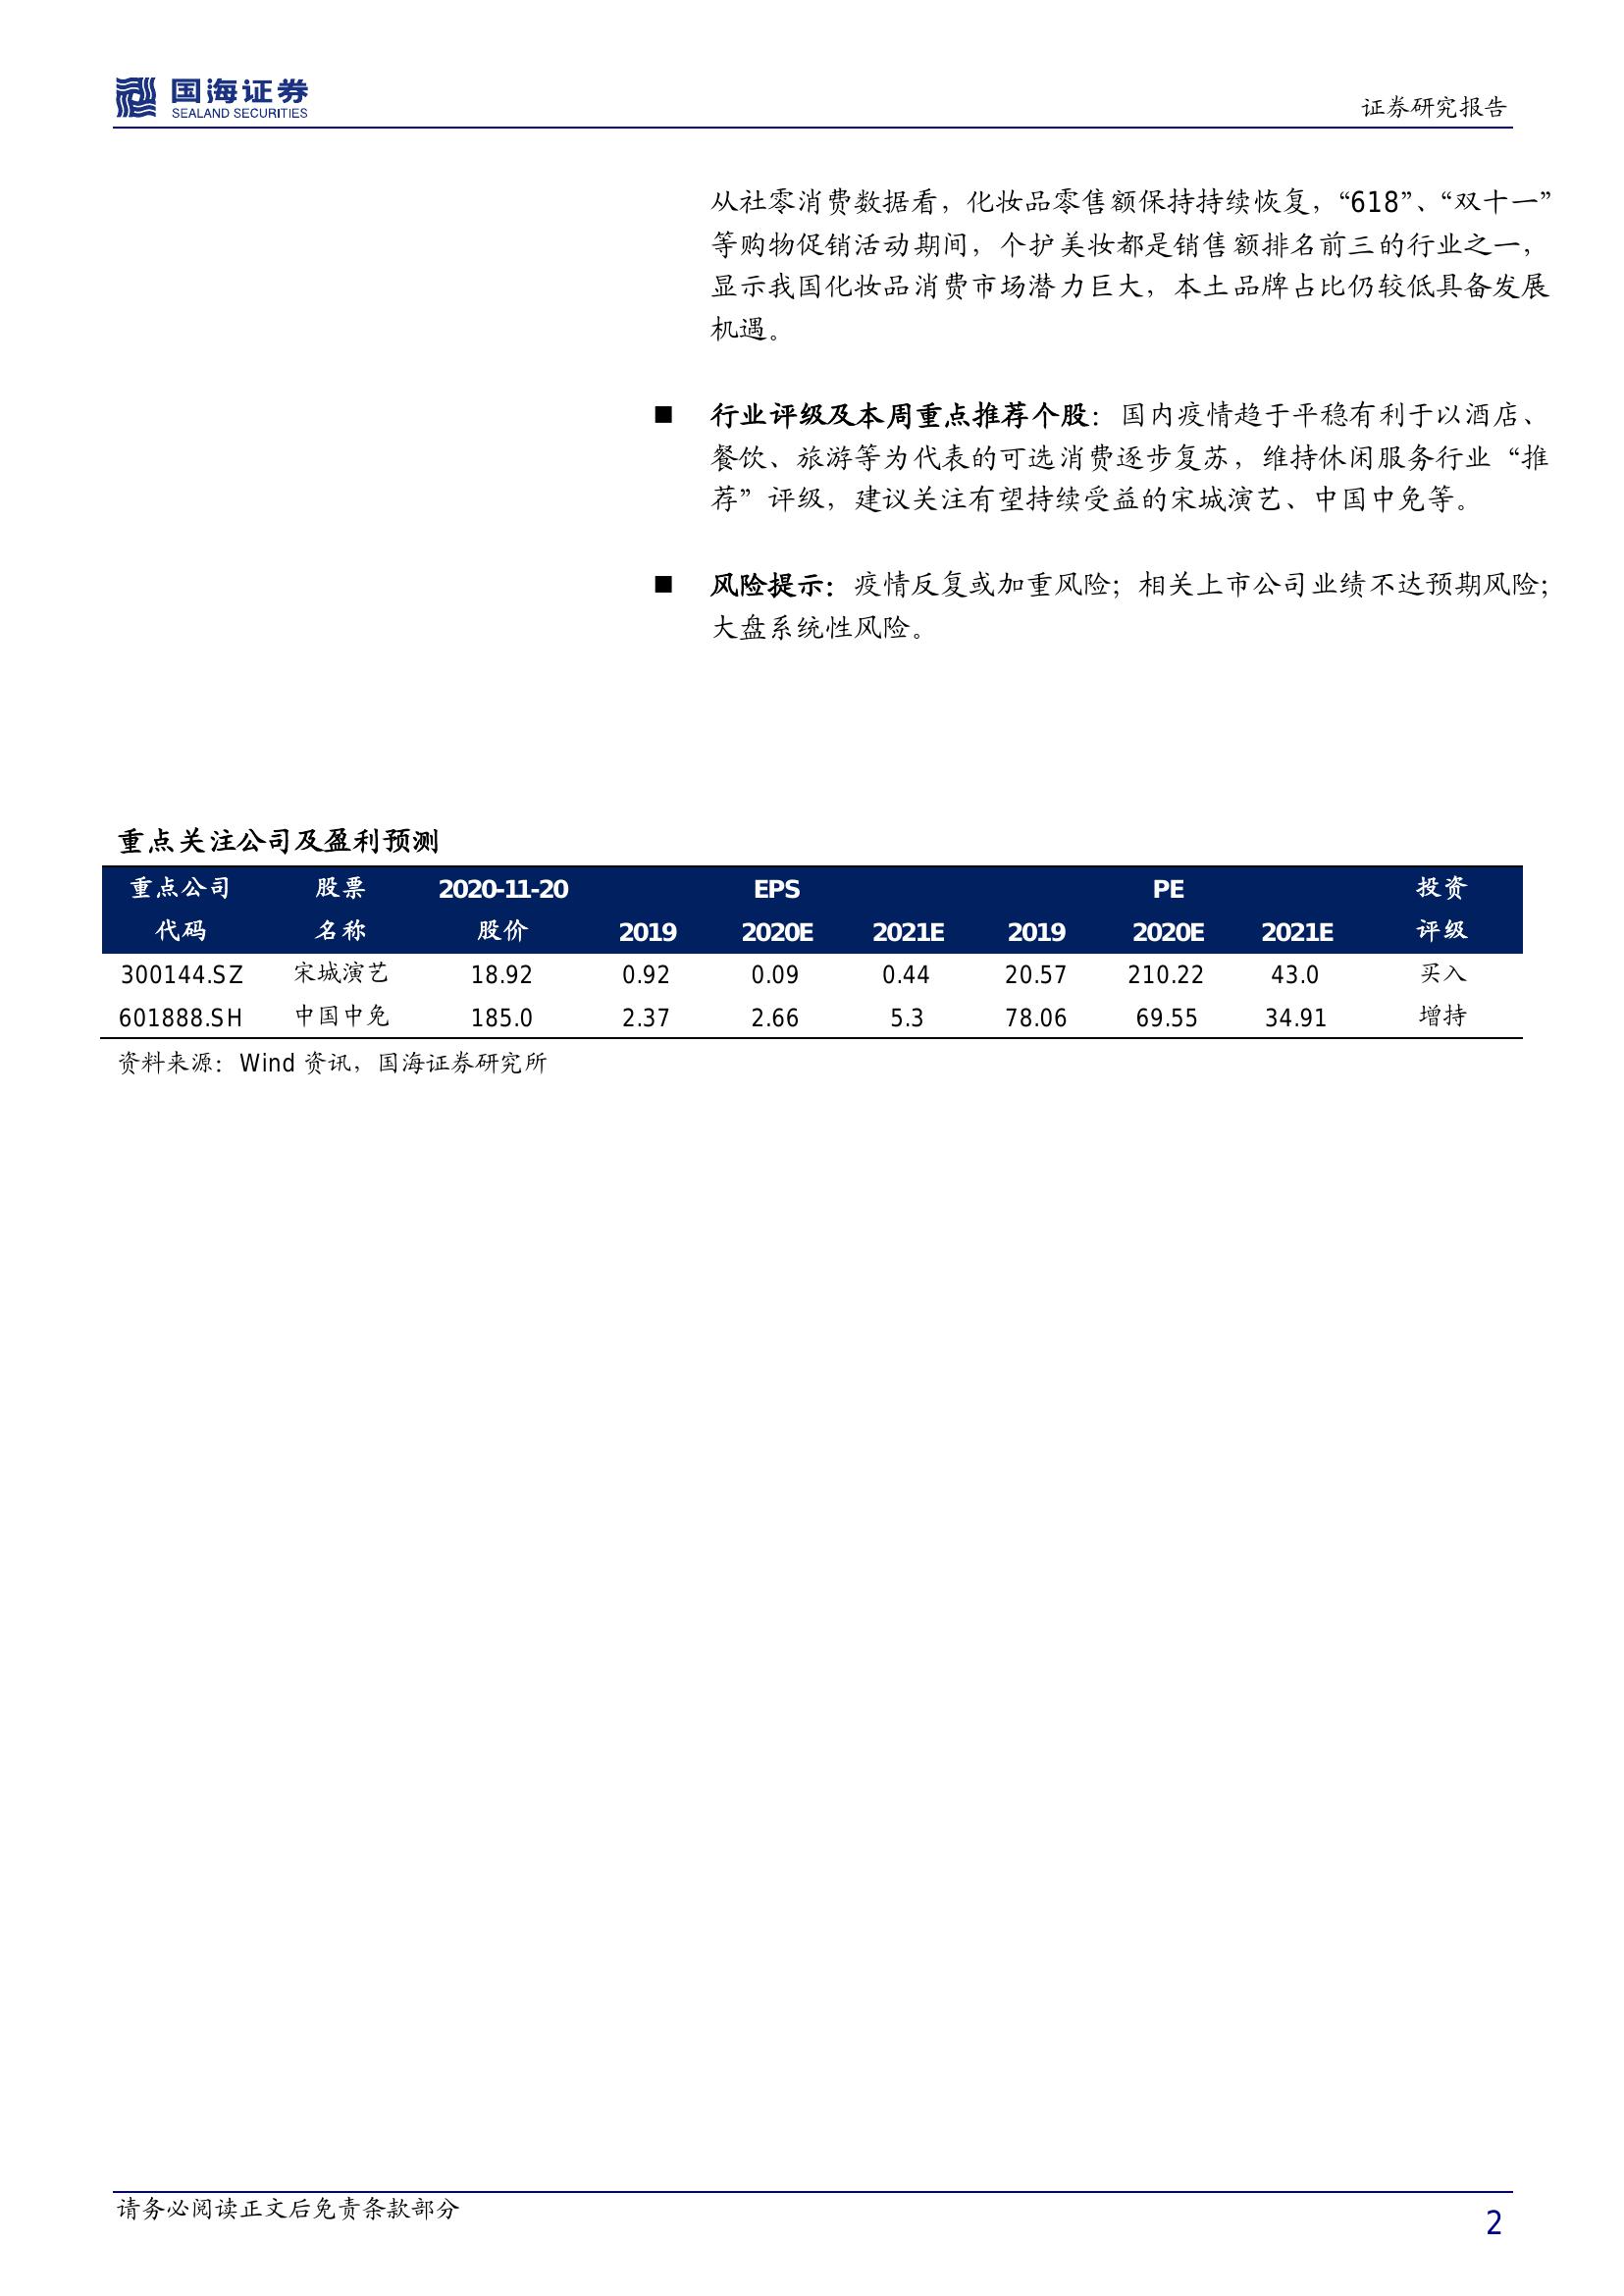 国海证券
SEALAND SECURITIES
证券研究报告
从社零消费数据看，化妆品零售额保持持续恢复，“618”、“双十一”
等购物促销活动期间，个护美妆都是销售额排名前三的行业之一，
显示我国化妆品消费市场潜力巨大，本土品牌占比仍较低具备发展
机遇。
■ 行业评级及本周重点推荐个股：国内疫情趋于平稳有利于以酒店、
餐饮、旅游等为代表的可选消费逐步复苏，维持休闲服务行业“推
荐”评级，建议关注有望持续受益的宋城演艺、中国中免等。
■ 风险提示：疫情反复或加重风险；相关上市公司业绩不达预期风险；
大盘系统性风险。
重点关注公司及盈利预测
重点公司 股票 2020-11-20 EPS PE 投资
代码 名称 股价 2019 2020E 2021E 2019 2020E 2021E 评级
300144.SZ 宋城演艺 18.92 0.92 0.09 0.44 20.57 210.22 43.0 买入
601888.SH 中国中免 185.0 2.37 2.66 5.3 78.06 69.55 34.91 增持
资料来源：Wind 资讯，国海证券研究所
请务必阅读正文后免责条款部分
2